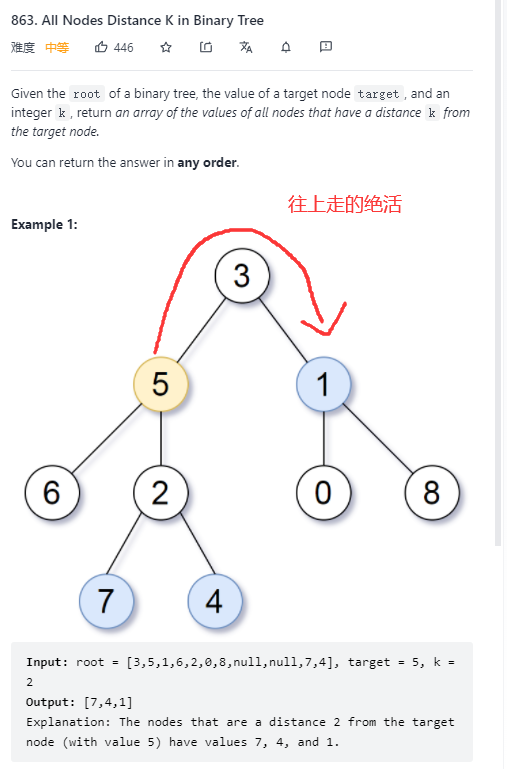 863. All Nodes Distance K in Binary Tree
难度 中等 446
Given the root of a binary tree, the value of a target node target, and an
integer k, return an array of the values of all nodes that have a distance k from
the target node.
You can return the answer in any order.
往上走的绝活
Example 1:
3
5 1
6 2 0 8
7 4
Input: root = [3,5,1,6,2,0,8,null,null,7,4], target = 5, k =
2
Output: [7,4,1]
Explanation: The nodes that are a distance 2 from the target
node (with value 5) have values 7, 4, and 1.